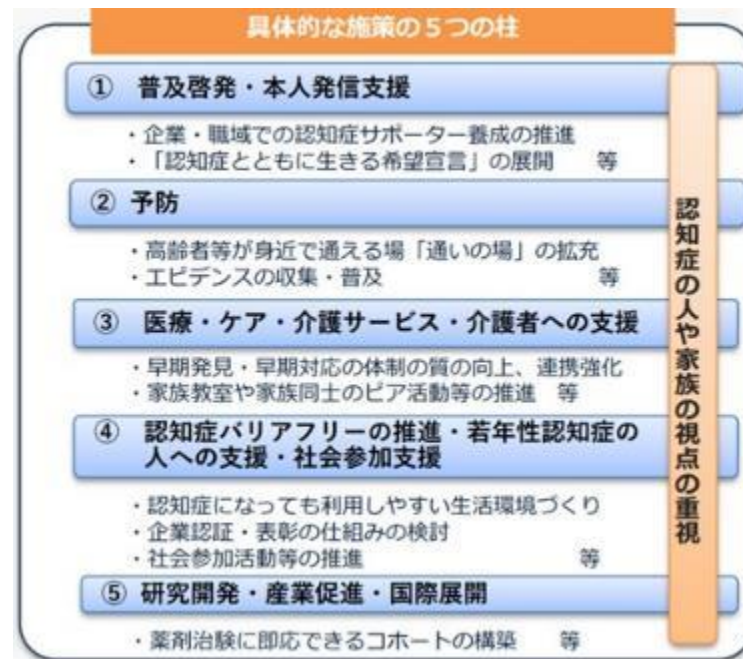 具体的な施策の5つの柱
① 普及啓発・本人発信支援
・企業・職域での認知症サポーター養成の推進
・「認知症とともに生きる希望宣言」の展開 等
② 予防
・高齢者等が身近で通える場「通いの場」の拡充
・エビデンスの収集・普及 等
③ 医療・ケア・介護サービス・介護者への支援
・早期発見・早期対応の体制の質の向上、連携強化
・家族教室や家族同士のピア活動等の推進 等
④ 認知症バリアフリーの推進・若年性認知症の
人への支援・社会参加支援
・認知症になっても利用しやすい生活環境づくり
・企業認証・表彰の仕組みの検討
・社会参加活動等の推進 等
⑤ 研究開発・産業促進・国際展開
・薬剤治験に即応できるコホートの構築 等
認知症の人や家族の視点の重視